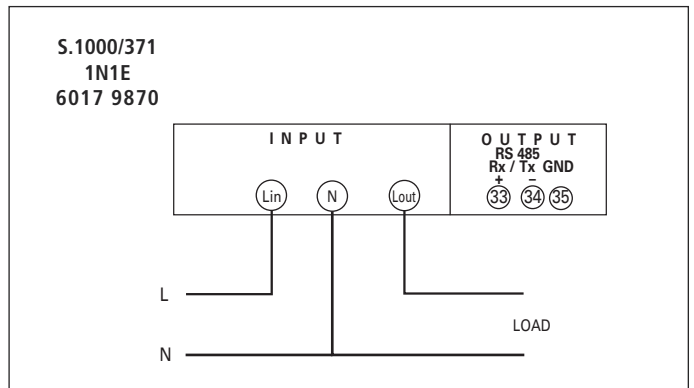 S.1000/371
1N1E
6017 9870
INPUT
OUTPUT
RS 485
Rx / Tx GND
+ –
Lin N Lout 33 34 35
L
LOAD
N